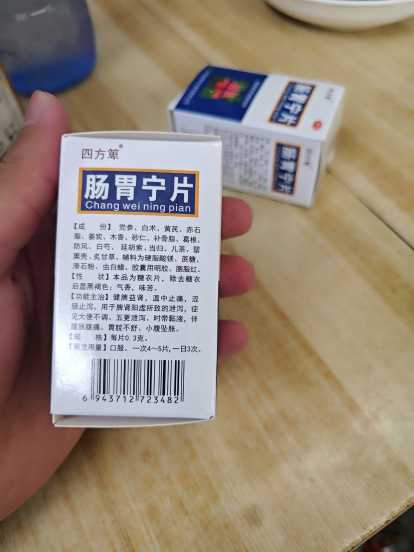 四方箪®
肠胃宁片
Chang wei ning pian
【成 份】 党参、白术、黄芪、赤石
脂、姜炭、木香、砂仁、补骨脂、葛根、
防风、白芍、延胡索、当归、儿茶、罂
粟壳、炙甘草，辅料为硬脂酸镁、蔗糖、
滑石粉、虫白蜡、胶囊用明胶、胭脂红。
【性 状】本品为糖衣片，除去糖衣
后显黑褐色；气香，味苦。
【功能主治】健脾益肾，温中止痛，涩
肠止泻。用于脾肾阳虚所致的泄泻，症
见大便不调、五更泄泻、时带黏液，伴
腹胀腹痛、胃脘不舒、小腹坠胀。
【规 格】每片0.3克。
【用法用量】口服。一次4～5片，一日3次。
6 943712 723482
肠胃宁片
肠胃宁片